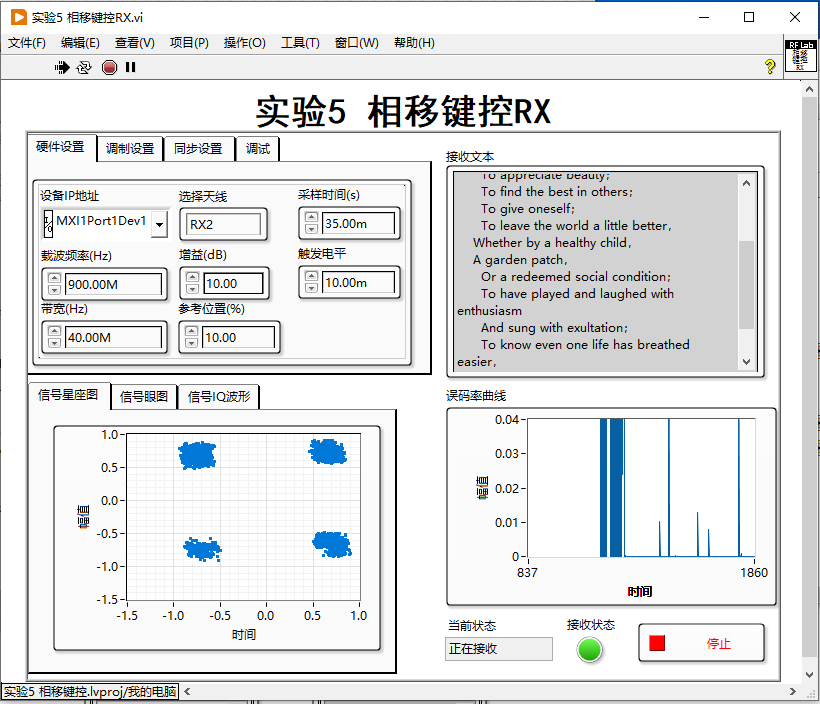 实验5 相移键控RX.vi
文件(F) 编辑(E) 查看(V) 项目(P) 操作(O) 工具(T) 窗口(W) 帮助(H)
RF Lab
相移
键控
RX
实验5 相移键控RX
硬件设置 调制设置 同步设置 调试
设备IP地址 选择天线 采样时间(s)
MXI1Port1Dev1 RX2 35.00m
载波频率(Hz) 增益(dB) 触发电平
900.00M 10.00 10.00m
带宽(Hz) 参考位置(%)
40.00M 10.00
接收文本
To appreciate beauty;
To find the best in others;
To give oneself;
To leave the world a little better,
Whether by a healthy child,
A garden patch,
Or a redeemed social condition;
To have played and laughed with
enthusiasm
And sung with exultation;
To know even one life has breathed
easier,
信号星座图 信号眼图 信号IQ波形
幅值
1.0
0.5
0.0
-0.5
-1.0
-1.5
-1.5 -1.0 -0.5 0.0 0.5 1.0
时间
误码率曲线
幅值
0.04
0.03
0.02
0.01
0
837 1860
时间
当前状态 接收状态
正在接收 停止
实验5 相移键控.lvproj/我的电脑